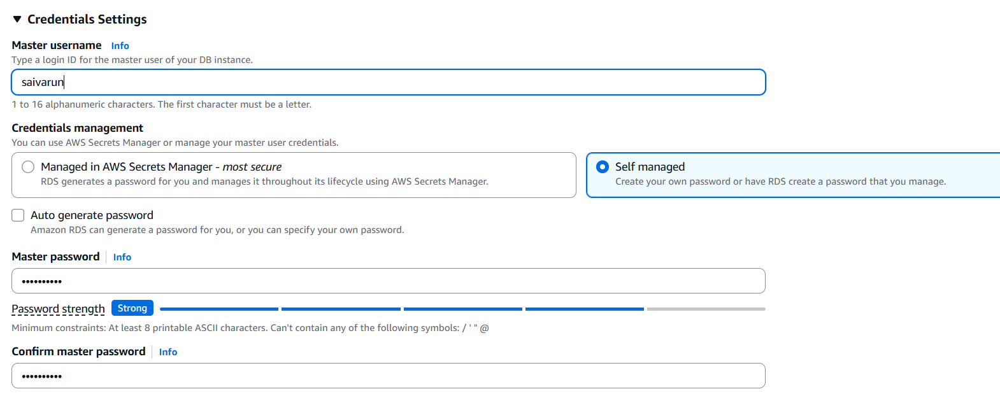 Credentials Settings
Master username Info
Type a login ID for the master user of your DB instance.
saivarun
1 to 16 alphanumeric characters. The first character must be a letter.
Credentials management
You can use AWS Secrets Manager or manage your master user credentials.
Managed in AWS Secrets Manager - most secure
RDS generates a password for you and manages it throughout its lifecycle using AWS Secrets Manager.
Self managed
Create your own password or have RDS create a password that you manage.
Auto generate password
Amazon RDS can generate a password for you, or you can specify your own password.
Master password Info
••••••••••
Password strength Strong
Minimum constraints: At least 8 printable ASCII characters. Can't contain any of the following symbols: / ' " @
Confirm master password Info
••••••••••